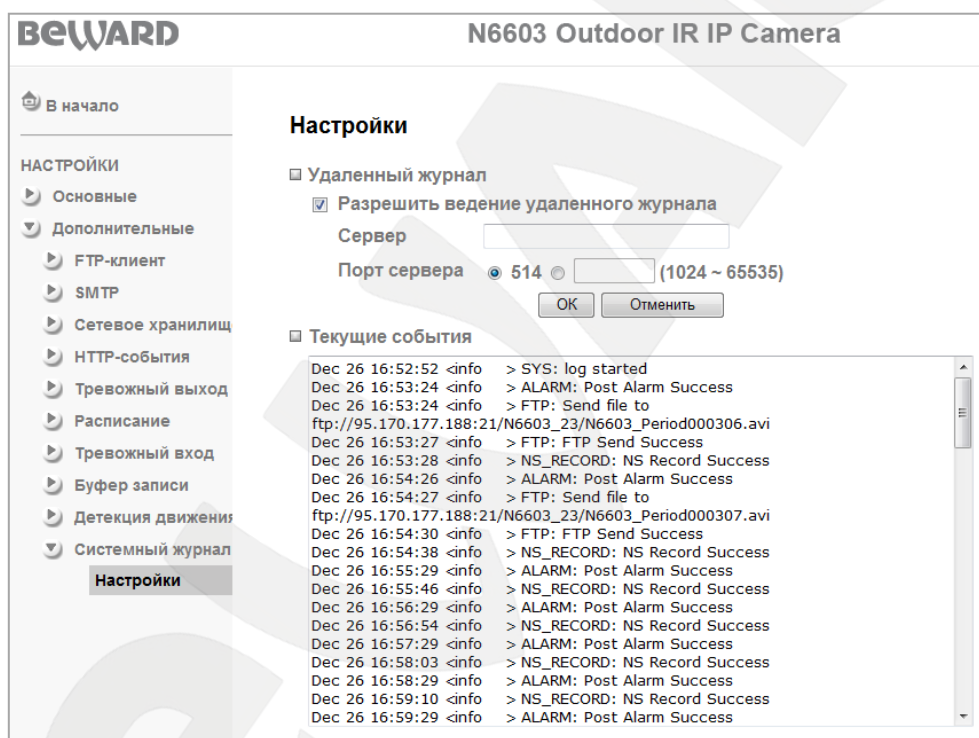 BEWARD
N6603 Outdoor IR IP Camera
В начало
НАСТРОЙКИ
Основные
Дополнительные
FTP-клиент
SMTP
Сетевое хранилищ
HTTP-события
Тревожный выход
Расписание
Тревожный вход
Буфер записи
Детекция движения
Системный журнал
Настройки
Настройки
Удаленный журнал
Разрешить ведение удаленного журнала
Сервер
Порт сервера 514 (1024 ~ 65535)
OK Отменить
Текущие события
Dec 26 16:52:52 <info > SYS: log started
Dec 26 16:53:24 <info > ALARM: Post Alarm Success
Dec 26 16:53:24 <info > FTP: Send file to
ftp://95.170.177.188:21/N6603_23/N6603_Period000306.avi
Dec 26 16:53:27 <info > FTP: FTP Send Success
Dec 26 16:53:28 <info > NS_RECORD: NS Record Success
Dec 26 16:54:26 <info > ALARM: Post Alarm Success
Dec 26 16:54:27 <info > FTP: Send file to
ftp://95.170.177.188:21/N6603_23/N6603_Period000307.avi
Dec 26 16:54:30 <info > FTP: FTP Send Success
Dec 26 16:54:38 <info > NS_RECORD: NS Record Success
Dec 26 16:55:29 <info > ALARM: Post Alarm Success
Dec 26 16:55:46 <info > NS_RECORD: NS Record Success
Dec 26 16:56:29 <info > ALARM: Post Alarm Success
Dec 26 16:56:54 <info > NS_RECORD: NS Record Success
Dec 26 16:57:29 <info > ALARM: Post Alarm Success
Dec 26 16:58:03 <info > NS_RECORD: NS Record Success
Dec 26 16:58:29 <info > ALARM: Post Alarm Success
Dec 26 16:59:10 <info > NS_RECORD: NS Record Success
Dec 26 16:59:29 <info > ALARM: Post Alarm Success